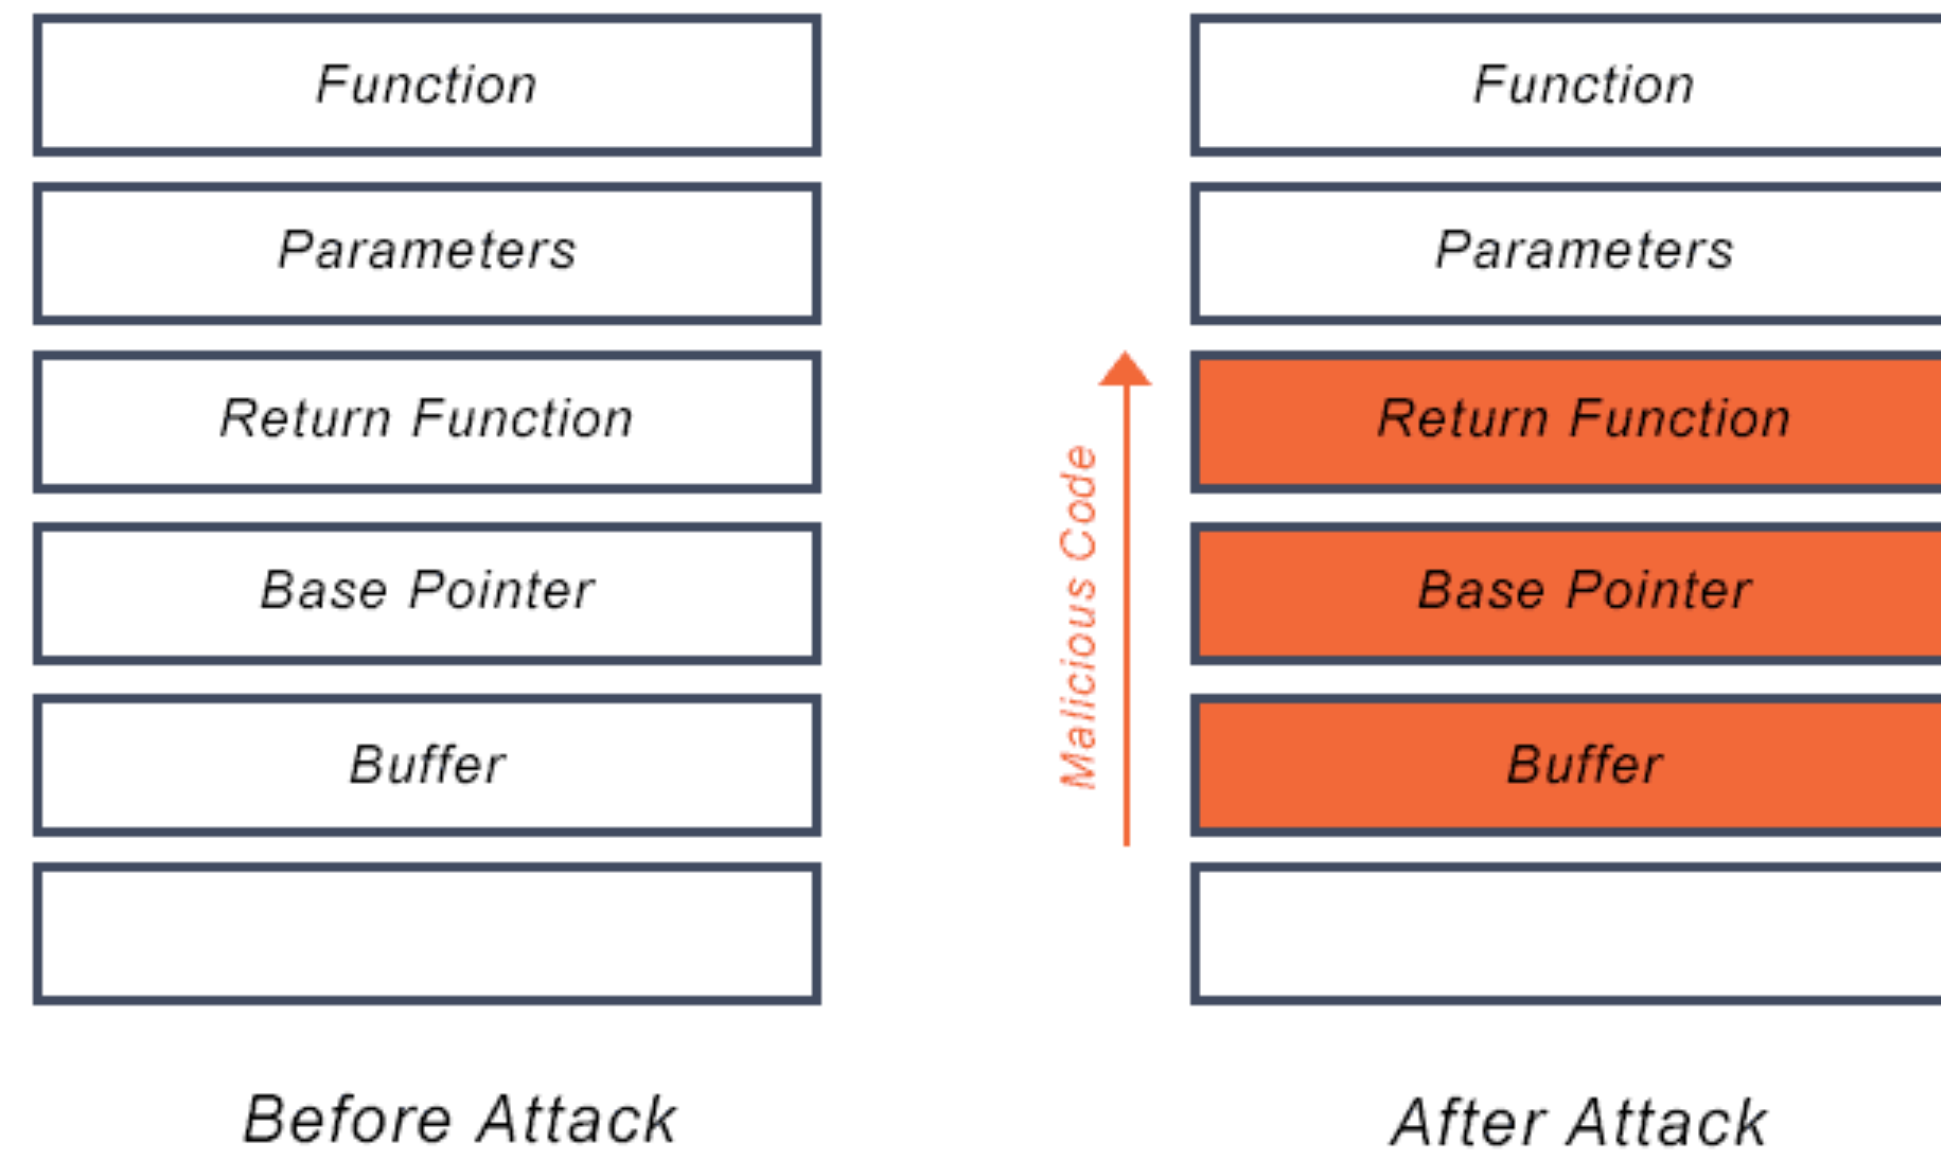 Function
Parameters
Return Function
Base Pointer
Buffer
Before Attack
Malicious Code
Function
Parameters
Return Function
Base Pointer
Buffer
After Attack